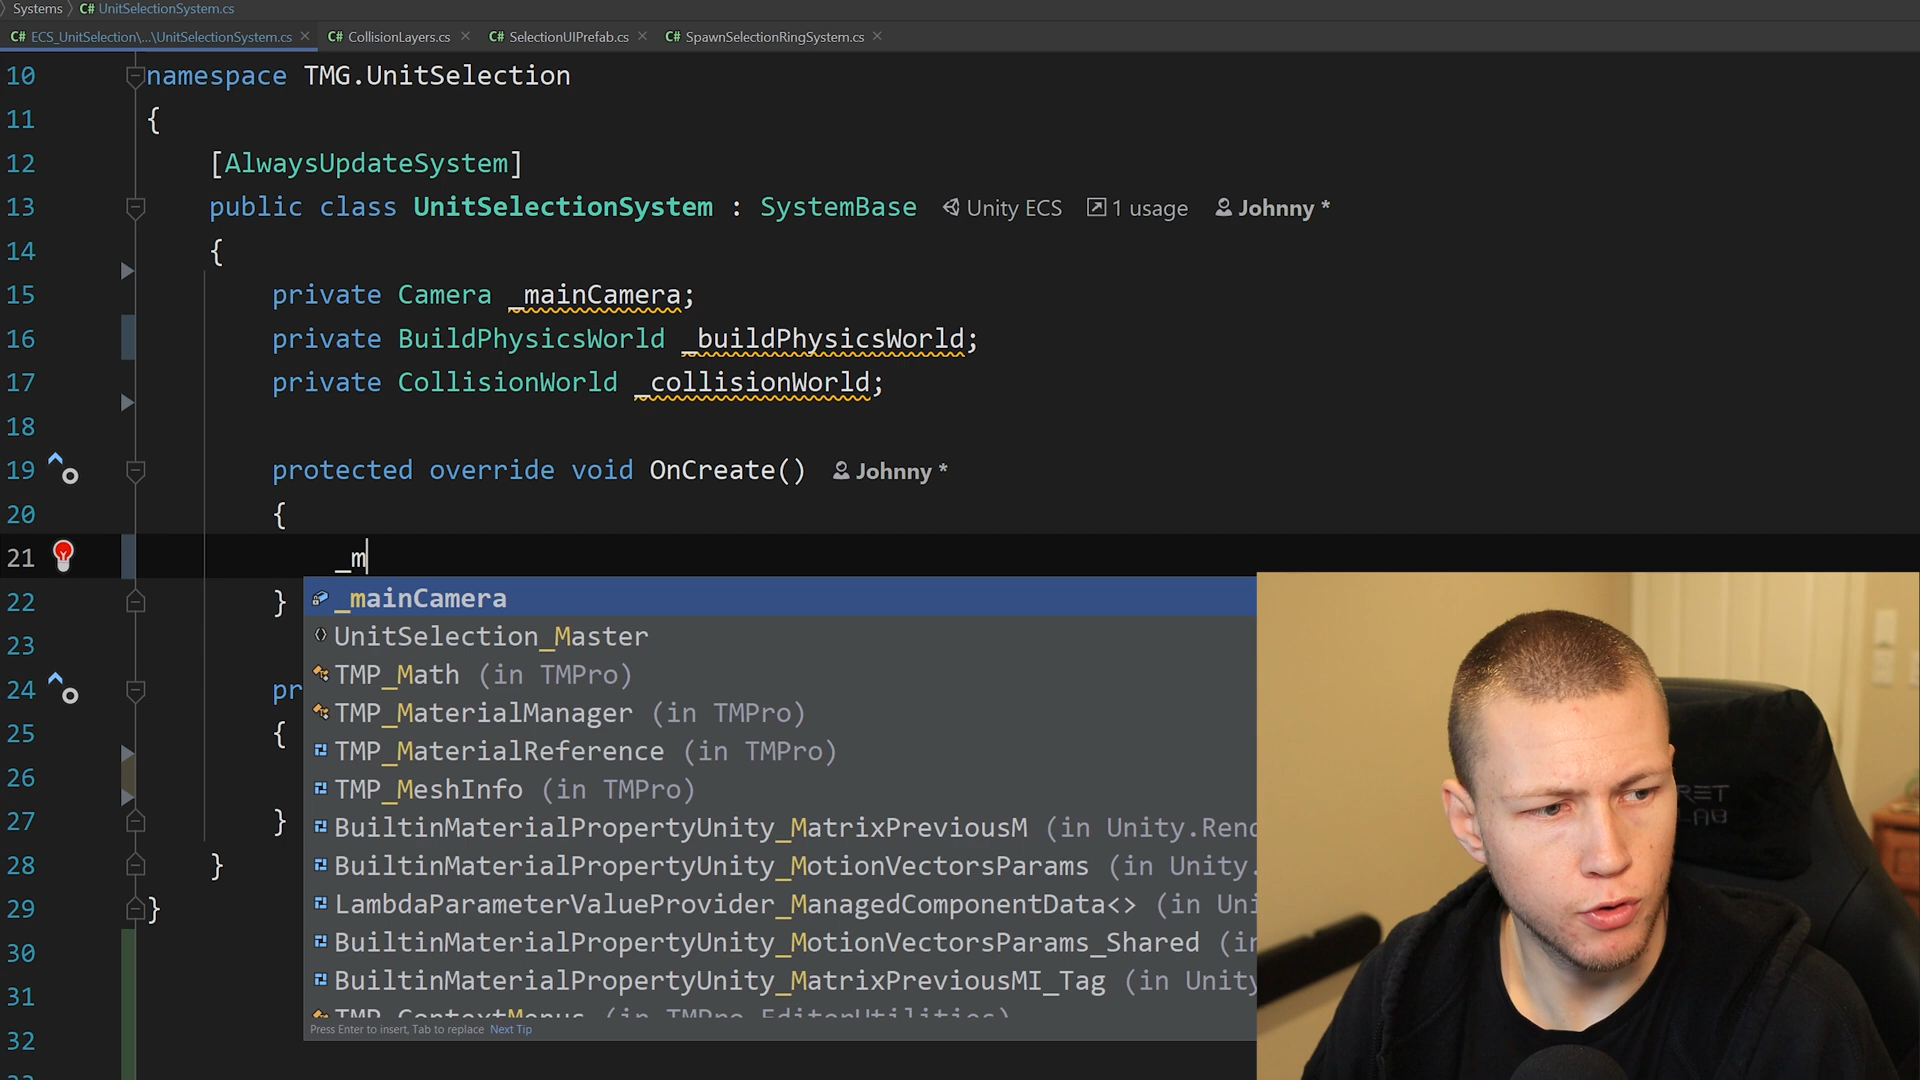 Systems C# UnitSelectionSystem.cs
C# ECS_UnitSelection\...\UnitSelectionSystem.cs × C# CollisionLayers.cs × C# SelectionUIPrefab.cs × C# SpawnSelectionRingSystem.cs ×
10 namespace TMG.UnitSelection
11 {
12 [AlwaysUpdateSystem]
13 public class UnitSelectionSystem : SystemBase Unity ECS 1 usage Johnny *
14 {
15 private Camera _mainCamera;
16 private BuildPhysicsWorld _buildPhysicsWorld;
17 private CollisionWorld _collisionWorld;
18
19 protected override void OnCreate() Johnny *
20 {
21 _m
22 } _mainCamera
23 UnitSelection_Master
TMP_Math (in TMPro)
24 pr TMP_MaterialManager (in TMPro)
25 { TMP_MaterialReference (in TMPro)
26 TMP_MeshInfo (in TMPro)
27 } BuiltinMaterialPropertyUnity_MatrixPreviousM (in Unity.Rend
28 } BuiltinMaterialPropertyUnity_MotionVectorsParams (in Unity.
29 } LambdaParameterValueProvider_ManagedComponentData<> (in Uni
30 BuiltinMaterialPropertyUnity_MotionVectorsParams_Shared (in
31 BuiltinMaterialPropertyUnity_MatrixPreviousMI_Tag (in Unity
TMP_ContextMenus (in TMPro.EditorUtilities)
Press Enter to insert, Tab to replace Next Tip
32